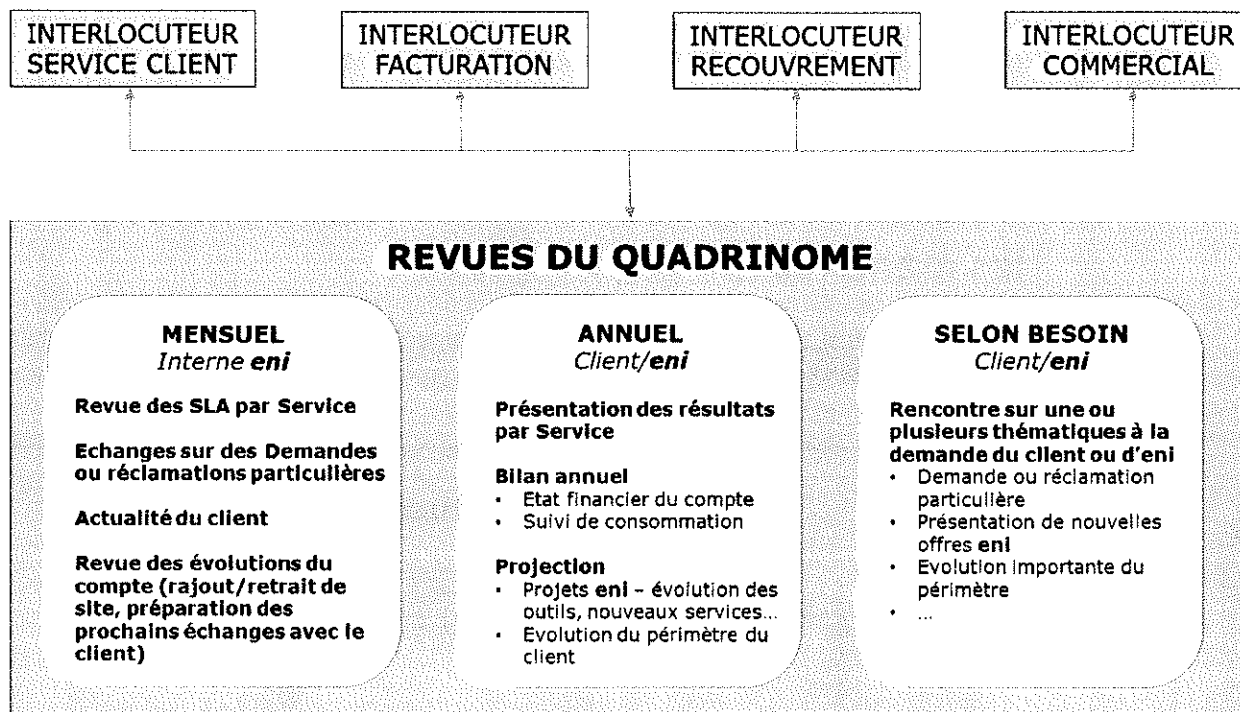 INTERLOCUTEUR
SERVICE CLIENT
INTERLOCUTEUR
FACTURATION
INTERLOCUTEUR
RECOUVREMENT
INTERLOCUTEUR
COMMERCIAL
REVUES DU QUADRINOME
MENSUEL
Interne eni
Revue des SLA par Service
Echanges sur des Demandes
ou réclamations particulières
Actualité du client
Revue des évolutions du
compte (rajout/retrait de
site, préparation des
prochains échanges avec le
client)
ANNUEL
Client/eni
Présentation des résultats
par Service
Bilan annuel
• Etat financier du compte
• Suivi de consommation
Projection
• Projets eni – évolution des
outils, nouveaux services...
• Evolution du périmètre du
client
SELON BESOIN
Client/eni
Rencontre sur une ou
plusieurs thématiques à la
demande du client ou d'eni
• Demande ou réclamation
particulière
• Présentation de nouvelles
offres eni
• Evolution importante du
périmètre
• ...